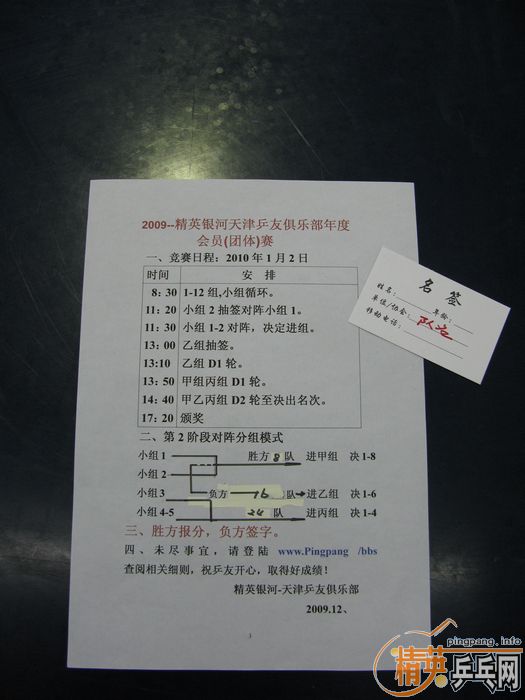 2009--精英银河天津乒友俱乐部年度
会员(团体)赛
一、竞赛日程：2010 年 1 月 2 日
时间 安 排
8：30 1-12 组,小组循环。
11：20 小组 2 抽签对阵小组 1。
11：30 小组 1-2 对阵，决定进组。
13：00 乙组抽签。
13:10 乙组 D1 轮。
13：50 甲组丙组 D1 轮。
14：40 甲乙丙组 D2 轮至决出名次。
17：20 颁奖
二、第 2 阶段对阵分组模式
小组 1 胜方 8 队 进甲组 决 1-8
小组 2
小组 3 负方 16 队 进乙组 决 1-6
小组 4-5 24 队 进丙组 决 1-4
三、胜方报分，负方签字。
四、未尽事宜，请登陆 www.Pingpang /bbs
查阅相关细则，祝乒友开心，取得好成绩！
精英银河-天津乒友俱乐部
2009.12、
3
名 签
姓名： 年龄：
单位/协会： 队名
移动电话：
pingpang.info
精英乒乓网